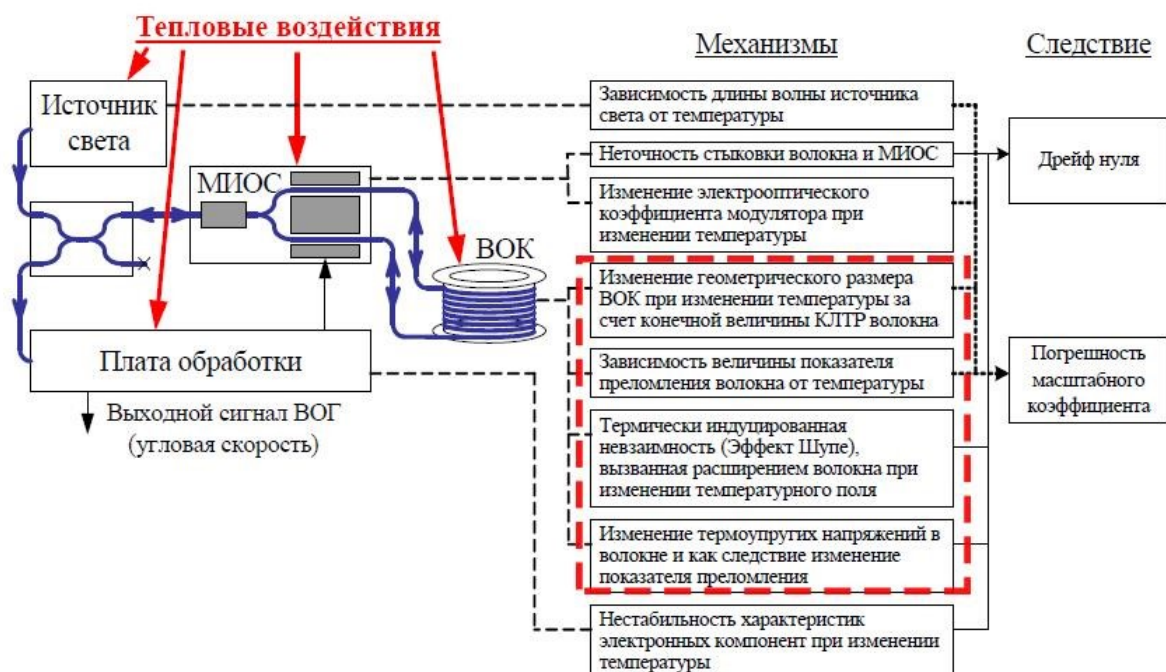 Тепловые воздействия
Источник
света
МИОС
ВОК
Плата обработки
Выходной сигнал ВОГ
(угловая скорость)
Механизмы
Зависимость длины волны источника
света от температуры
Неточность стыковки волокна и МИОС
Изменение электрооптического
коэффициента модулятора при
изменении температуры
Изменение геометрического размера
ВОК при изменении температуры за
счет конечной величины КЛТР волокна
Зависимость величины показателя
преломления волокна от температуры
Термически индуцированная
невзаимность (Эффект Шупе),
вызванная расширением волокна при
изменении температурного поля
Изменение термоупругих напряжений в
волокне и как следствие изменение
показателя преломления
Нестабильность характеристик
электронных компонент при изменении
температуры
Следствие
Дрейф нуля
Погрешность
масштабного
коэффициента